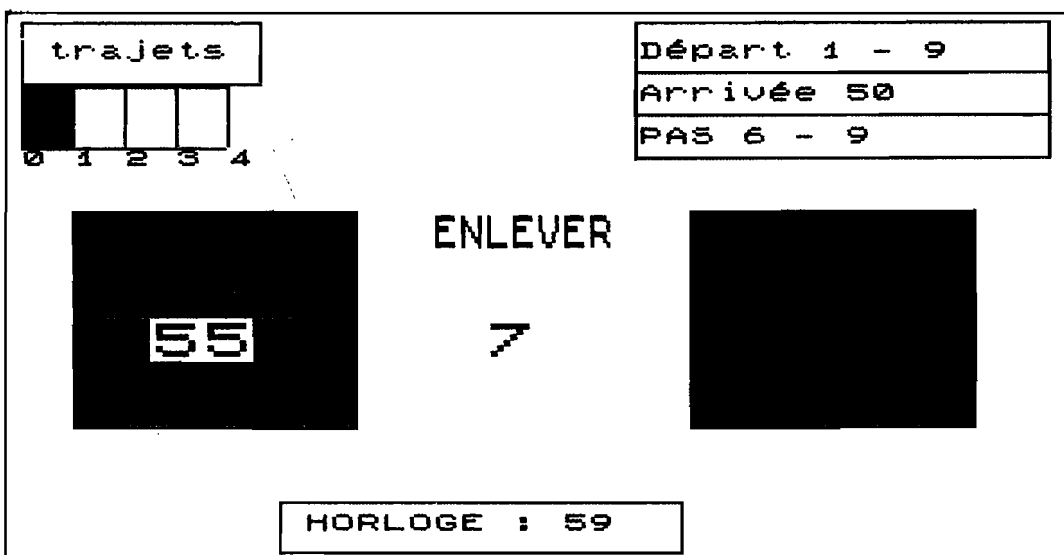 trajets
0 1 2 3 4
Départ 1 - 9
Arrivée 50
PAS 6 - 9
ENLEVER
55 7
HORLOGE : 59